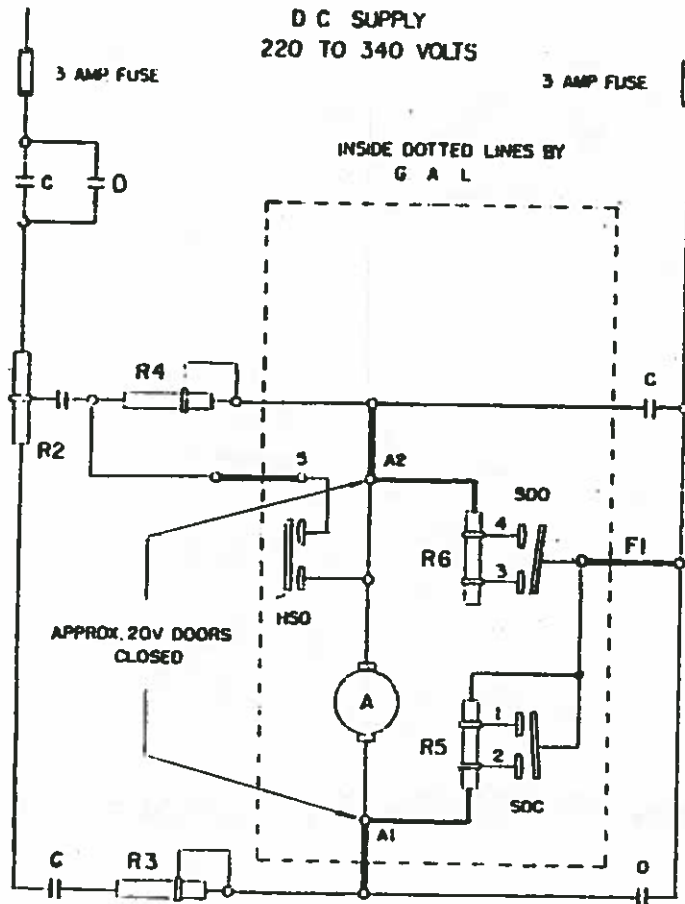 D C SUPPLY
220 TO 340 VOLTS
3 AMP FUSE
3 AMP FUSE
INSIDE DOTTED LINES BY
G A L
C
D
R4
C
R2
5
A2
SDO
4
F1
R6
3
HSO
APPROX. 20V DOORS
CLOSED
A
1
R5
2
SDC
A1
C
R3
O